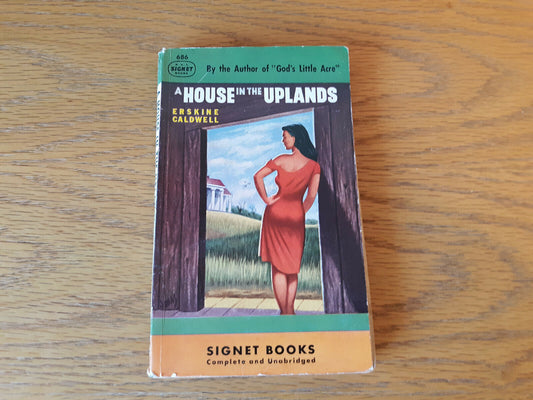 686
SIGNET
BOOKS
By the Author of "God's Little Acre"
A HOUSE IN THE UPLANDS
ERSKINE
CALDWELL
SIGNET BOOKS
Complete and Unabridged